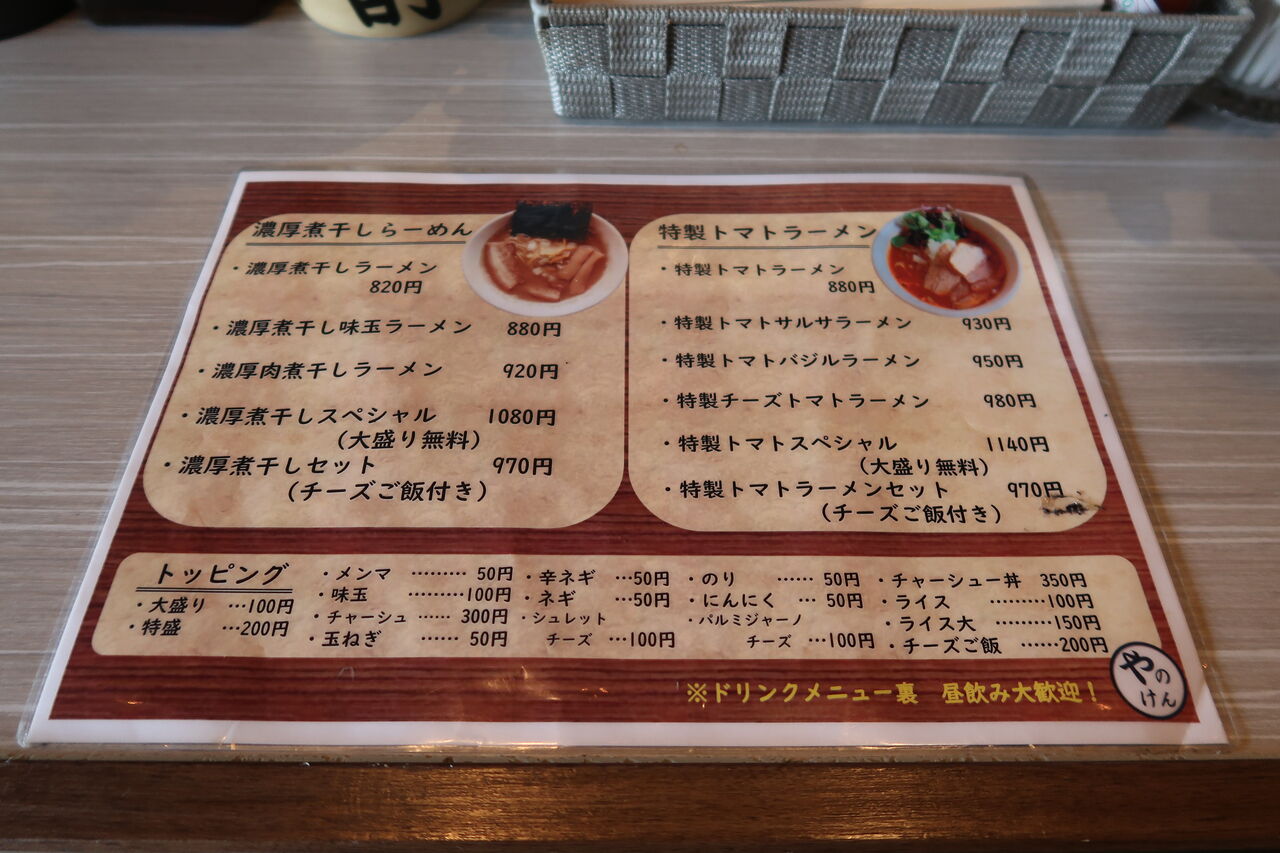 濃厚煮干しらーめん
・濃厚煮干しラーメン
820円
・濃厚煮干し味玉ラーメン 880円
・濃厚肉煮干しラーメン 920円
・濃厚煮干しスペシャル 1080円
（大盛り無料）
・濃厚煮干しセット 970円
（チーズご飯付き）
特製トマトラーメン
・特製トマトラーメン
880円
・特製トマトサルサラーメン 930円
・特製トマトバジルラーメン 950円
・特製チーズトマトラーメン 980円
・特製トマトスペシャル 1140円
（大盛り無料）
・特製トマトラーメンセット 970円
（チーズご飯付き）
トッピング
・大盛り …100円
・特盛 …200円
・メンマ ……… 50円
・味玉 ………100円
・チャーシュ …… 300円
・玉ねぎ …… 50円
・辛ネギ …50円
・ネギ …50円
・シュレット
チーズ …100円
・のり …… 50円
・にんにく … 50円
・パルミジャーノ
チーズ …100円
・チャーシュー丼 350円
・ライス ………100円
・ライス大 ………150円
・チーズご飯 ……200円
※ドリンクメニュー裏 昼飲み大歓迎！
やの
けん